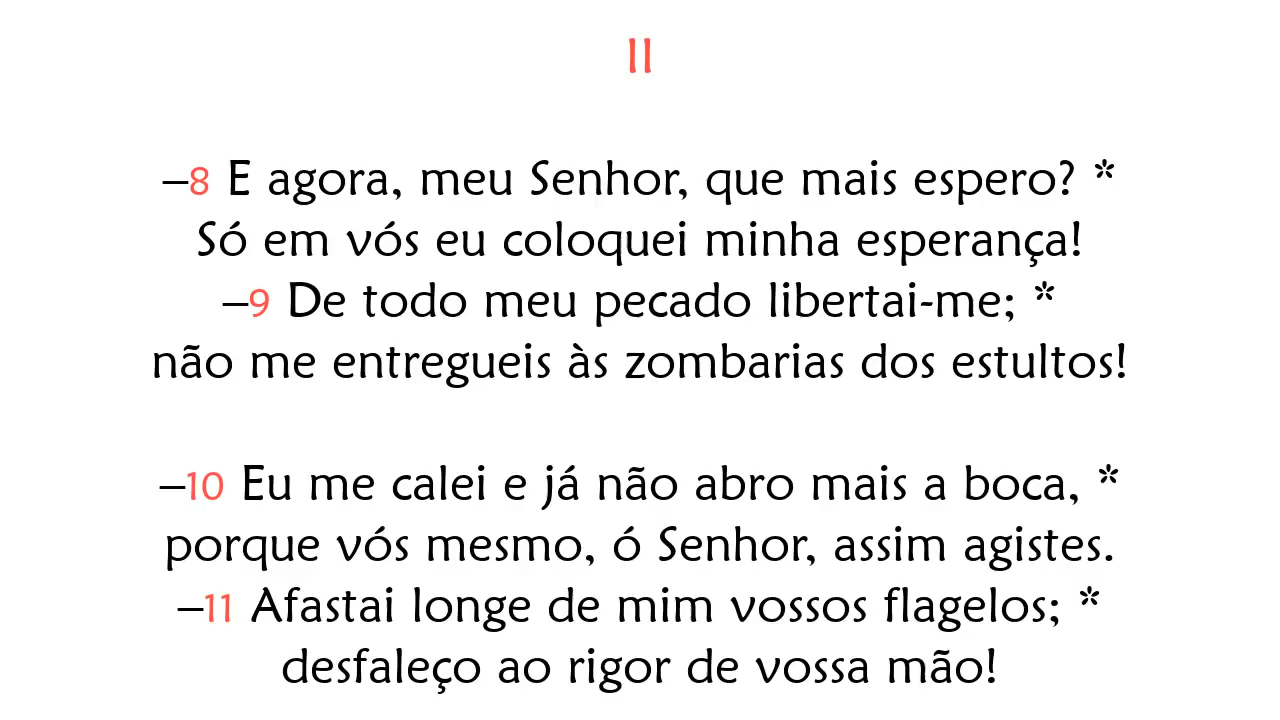 II
–8 E agora, meu Senhor, que mais espero? *
Só em vós eu coloquei minha esperança!
–9 De todo meu pecado libertai-me; *
não me entregueis às zombarias dos estultos!
–10 Eu me calei e já não abro mais a boca, *
porque vós mesmo, ó Senhor, assim agistes.
–11 Afastai longe de mim vossos flagelos; *
desfaleço ao rigor de vossa mão!